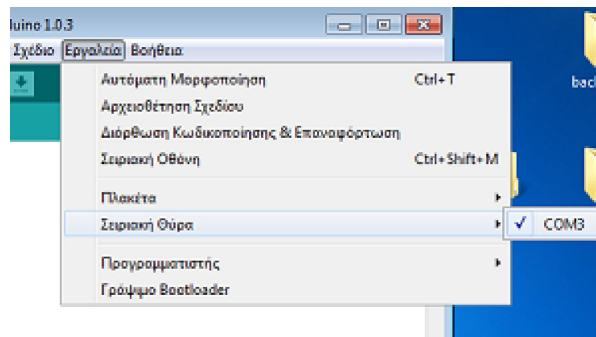 duino 1.0.3
Σχέδιο Εργαλεία Βοήθεια
Αυτόματη Μορφοποίηση Ctrl+T
Αρχειοθέτηση Σχεδίου
Διόρθωση Κωδικοποίησης & Επαναφόρτωση
Σειριακή Οθόνη Ctrl+Shift+M
Πλακέτα
Σειριακή Θύρα
COM3
Προγραμματιστής
Γράψιμο Bootloader
bac